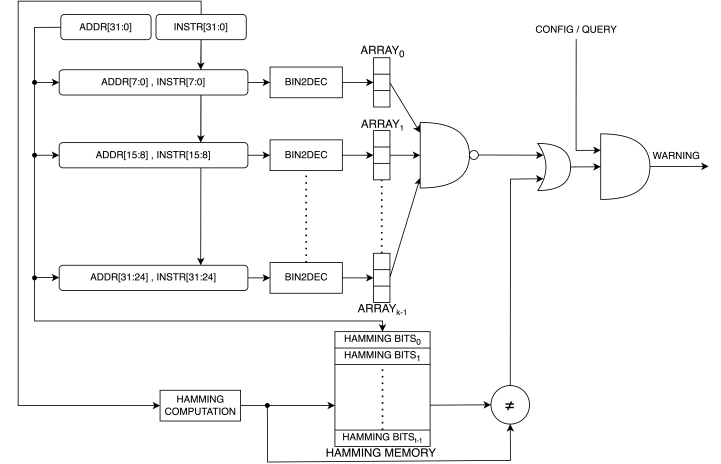 ADDR[31:0]
INSTR[31:0]
CONFIG / QUERY
ARRAY0
ADDR[7:0] , INSTR[7:0]
BIN2DEC
ARRAY1
ADDR[15:8] , INSTR[15:8]
BIN2DEC
WARNING
ADDR[31:24] , INSTR[31:24]
BIN2DEC
ARRAYk-1
HAMMING BITS0
HAMMING BITS1
HAMMING
COMPUTATION
≠
HAMMING BITSt-1
HAMMING MEMORY